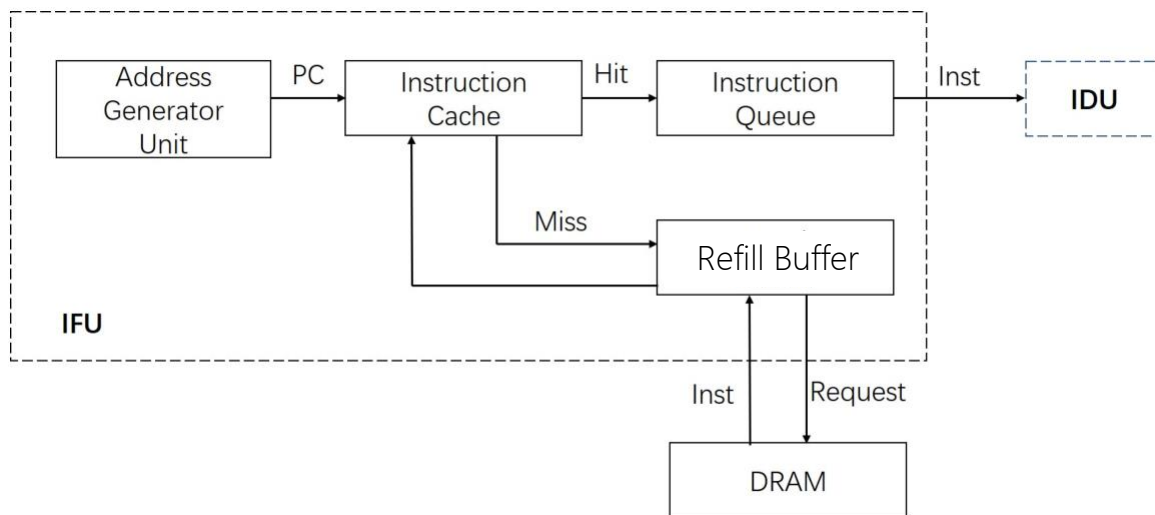 Address
Generator
Unit
PC
Instruction
Cache
Hit
Instruction
Queue
Inst
IDU
Miss
Refill Buffer
IFU
Inst
Request
DRAM